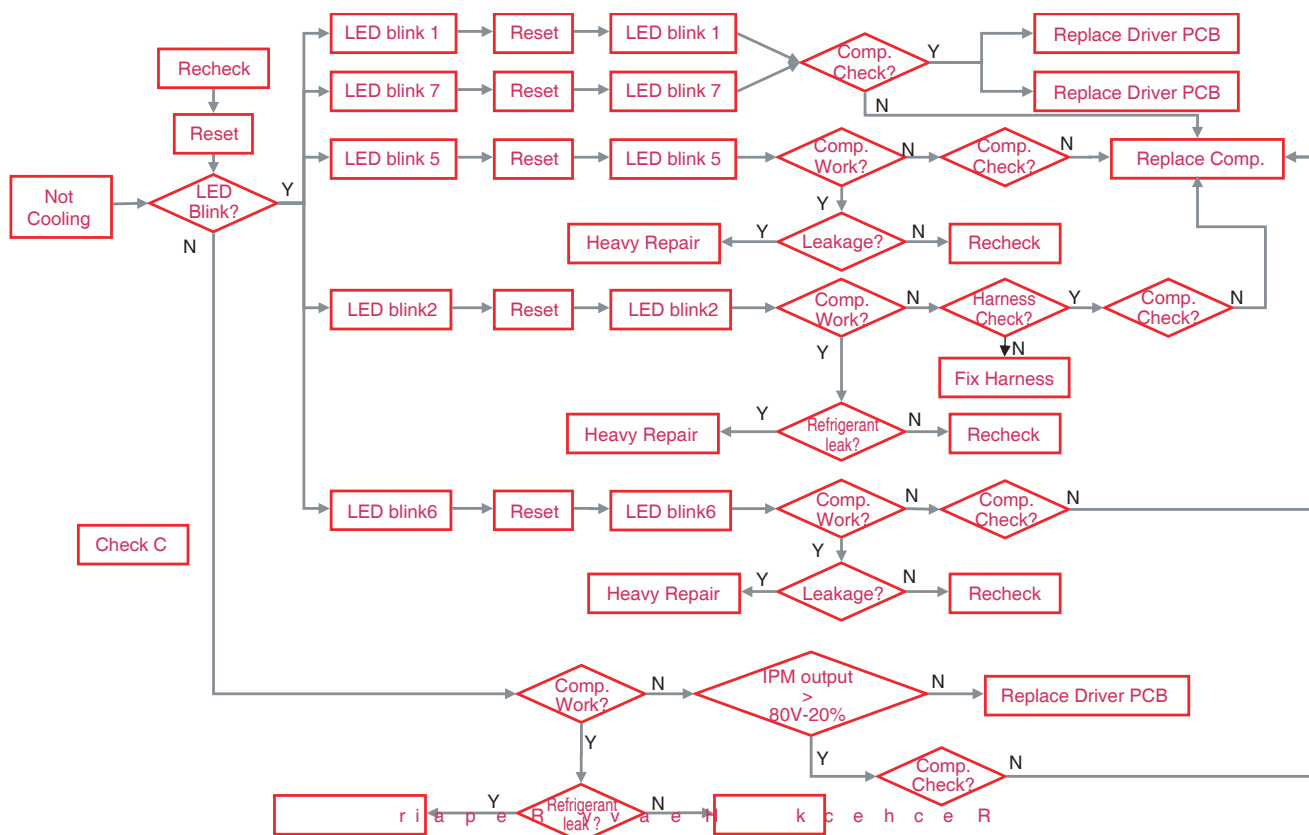 LED blink 1
Reset
LED blink 1
Comp.
Check?
Y
Replace Driver PCB
Recheck
LED blink 7
Reset
LED blink 7
Replace Driver PCB
N
Reset
LED blink 5
Reset
LED blink 5
Comp.
Work?
N
Comp.
Check?
N
Replace Comp.
Not
Cooling
LED
Blink?
Y
N
Y
Heavy Repair
Y
Leakage?
N
Recheck
LED blink2
Reset
LED blink2
Comp.
Work?
N
Harness
Check?
Y
Comp.
Check?
N
Y
N
Fix Harness
Heavy Repair
Y
Refrigerant
leak?
N
Recheck
LED blink6
Reset
LED blink6
Comp.
Work?
N
Comp.
Check?
N
Check C
Y
Heavy Repair
Y
Leakage?
N
Recheck
Comp.
Work?
N
IPM output
>
80V-20%
N
Replace Driver PCB
Y
Y
Comp.
Check?
N
Y
Refrigerant
leak ?
N
r i a p e R y v a e H
k c e h c e R